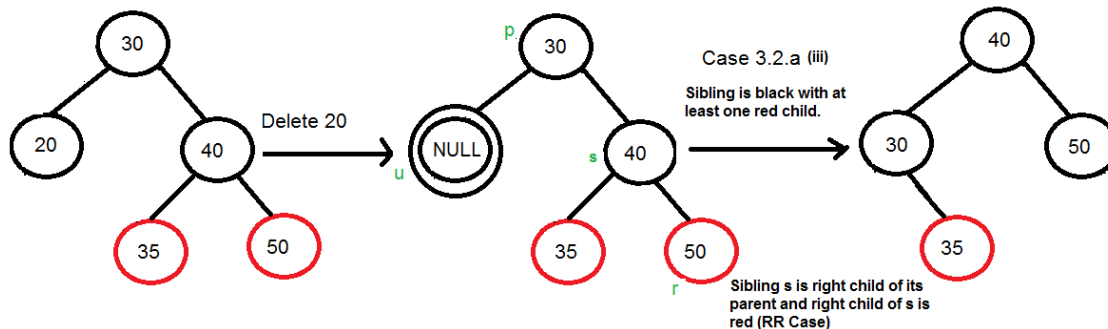 30
20
40
35
50
Delete 20
p.
30
NULL
u
s
40
35
50
r
Case 3.2.a (iii)
Sibling is black with at
least one red child.
Sibling s is right child of its
parent and right child of s is
red (RR Case)
40
30
50
35